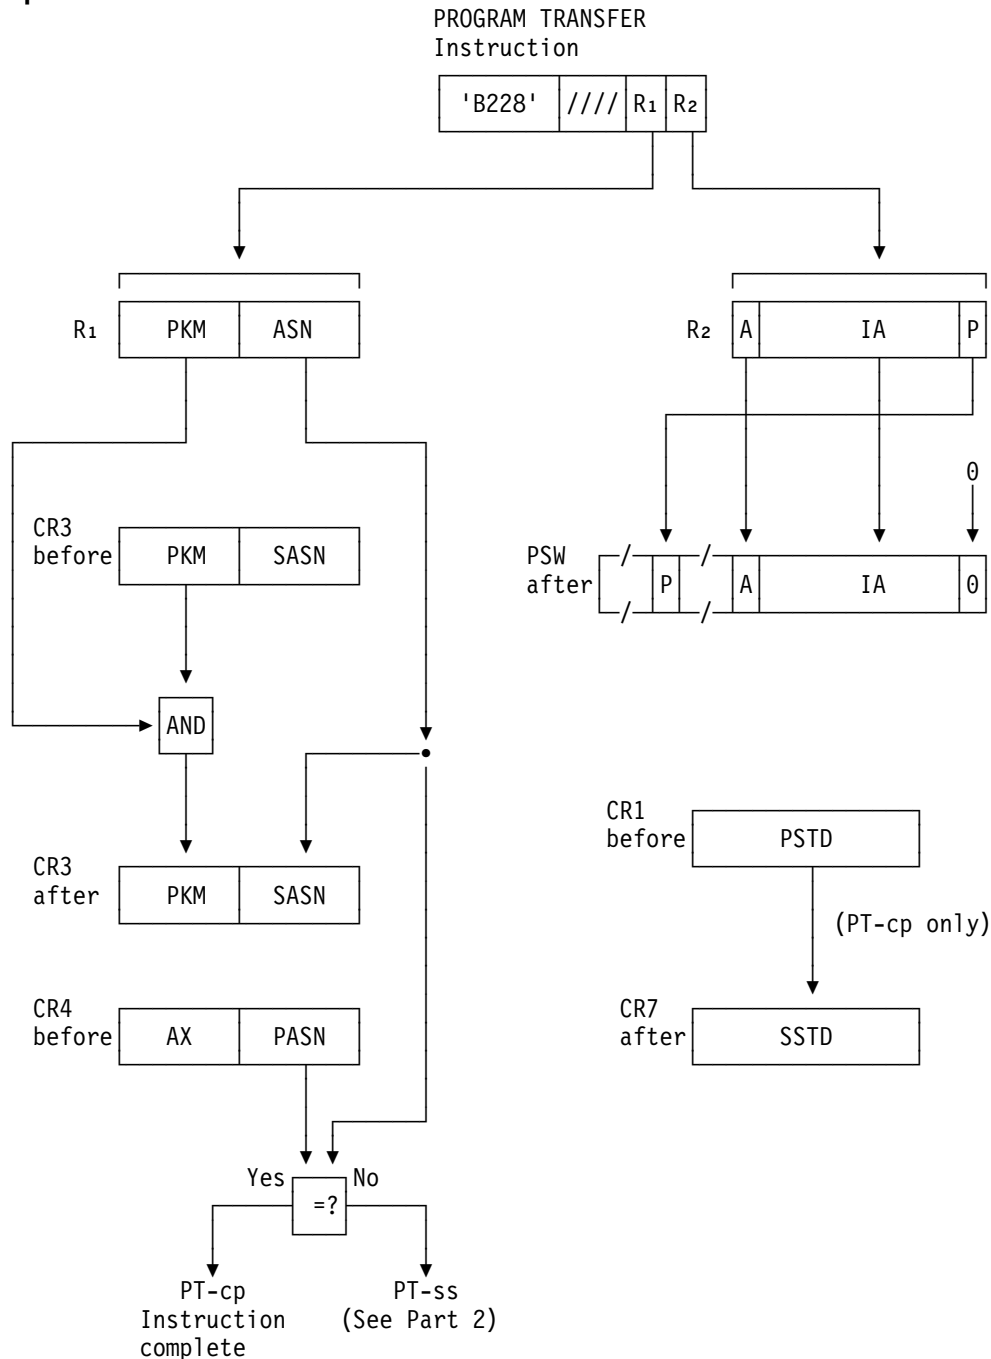 PROGRAM TRANSFER
Instruction
'B228' //// R1 R2
R1 PKM ASN
R2 A IA P
0
CR3
before PKM SASN
PSW
after P A IA 0
AND
CR3
after PKM SASN
CR1
before PSTD
(PT-cp only)
CR4
before AX PASN
CR7
after SSTD
Yes No
=?
PT-cp
Instruction
complete
PT-ss
(See Part 2)